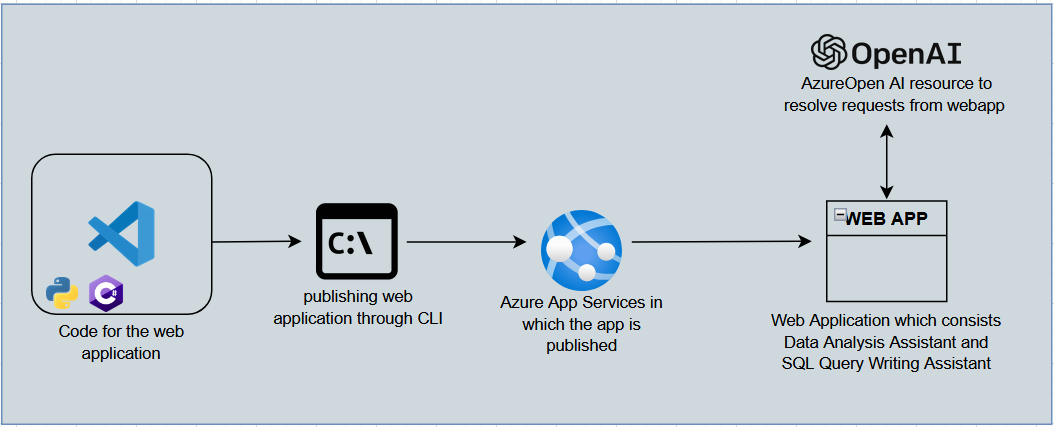 OpenAI
AzureOpen AI resource to
resolve requests from webapp
C:\
WEB APP
C#
publishing web
application through CLI
Azure App Services in
which the app is
published
Code for the web
application
Web Application which consists
Data Analysis Assistant and
SQL Query Writing Assistant